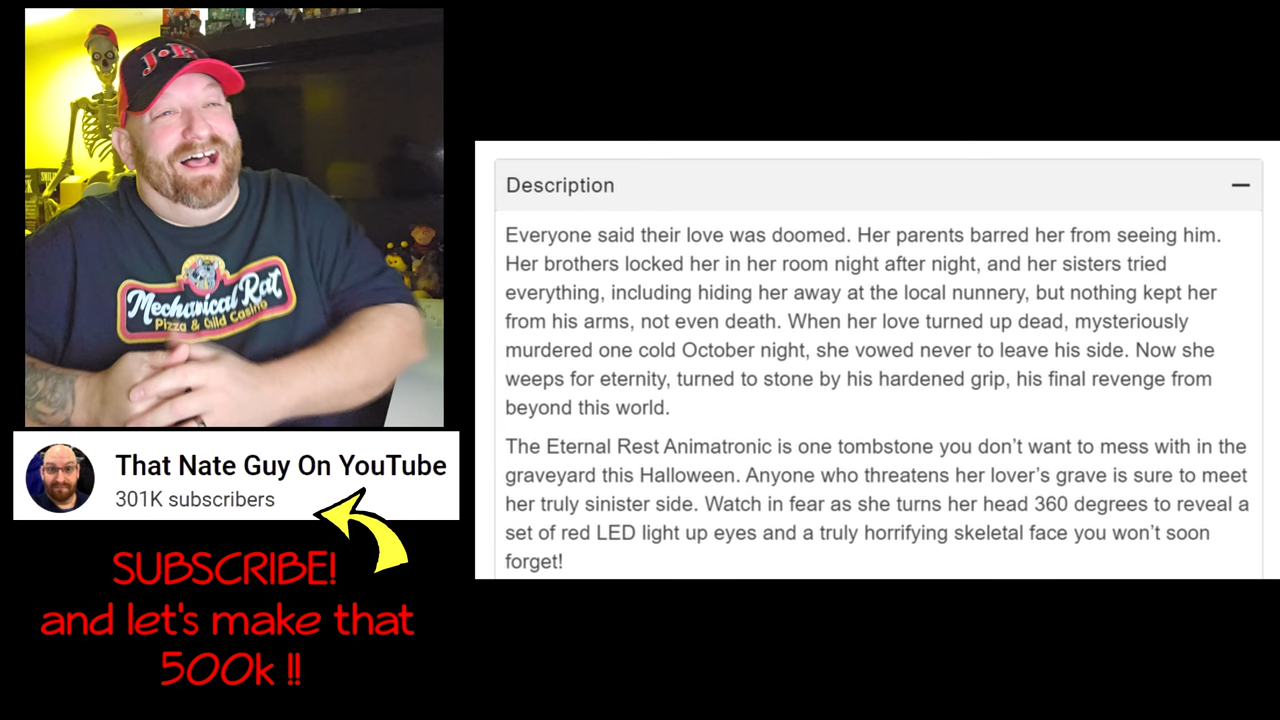 J·R
Mechanical Rat
Pizza & Child Casino
That Nate Guy On YouTube
301K subscribers
SUBSCRIBE!
and let's make that
500k !!
Description
Everyone said their love was doomed. Her parents barred her from seeing him.
Her brothers locked her in her room night after night, and her sisters tried
everything, including hiding her away at the local nunnery, but nothing kept her
from his arms, not even death. When her love turned up dead, mysteriously
murdered one cold October night, she vowed never to leave his side. Now she
weeps for eternity, turned to stone by his hardened grip, his final revenge from
beyond this world.
The Eternal Rest Animatronic is one tombstone you don’t want to mess with in the
graveyard this Halloween. Anyone who threatens her lover’s grave is sure to meet
her truly sinister side. Watch in fear as she turns her head 360 degrees to reveal a
set of red LED light up eyes and a truly horrifying skeletal face you won’t soon
forget!